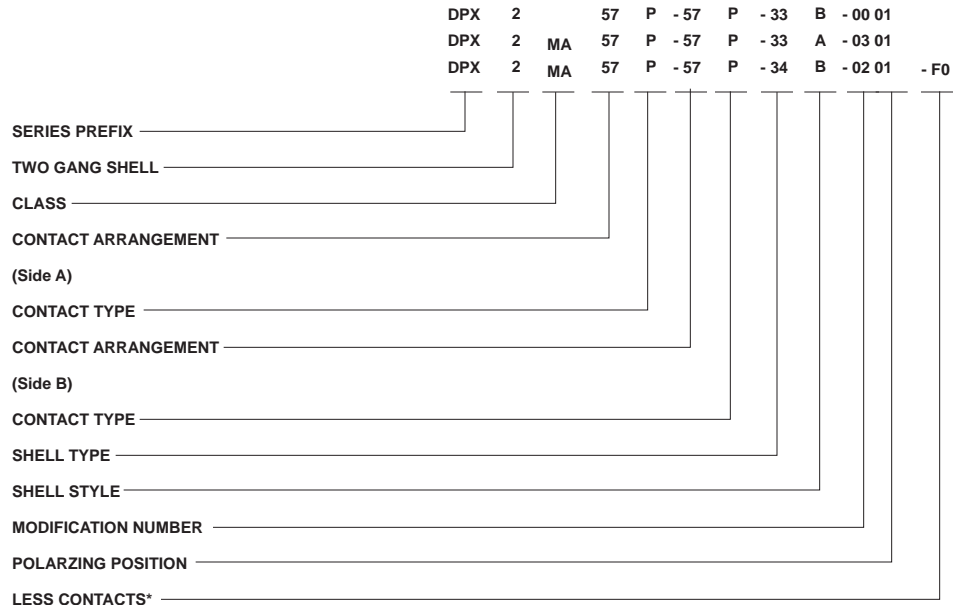 DPX 2 57 P - 57 P - 33 B - 00 01
DPX 2 MA 57 P - 57 P - 33 A - 03 01
DPX 2 MA 57 P - 57 P - 34 B - 02 01 - F0
SERIES PREFIX
TWO GANG SHELL
CLASS
CONTACT ARRANGEMENT
(Side A)
CONTACT TYPE
CONTACT ARRANGEMENT
(Side B)
CONTACT TYPE
SHELL TYPE
SHELL STYLE
MODIFICATION NUMBER
POLARZING POSITION
LESS CONTACTS*